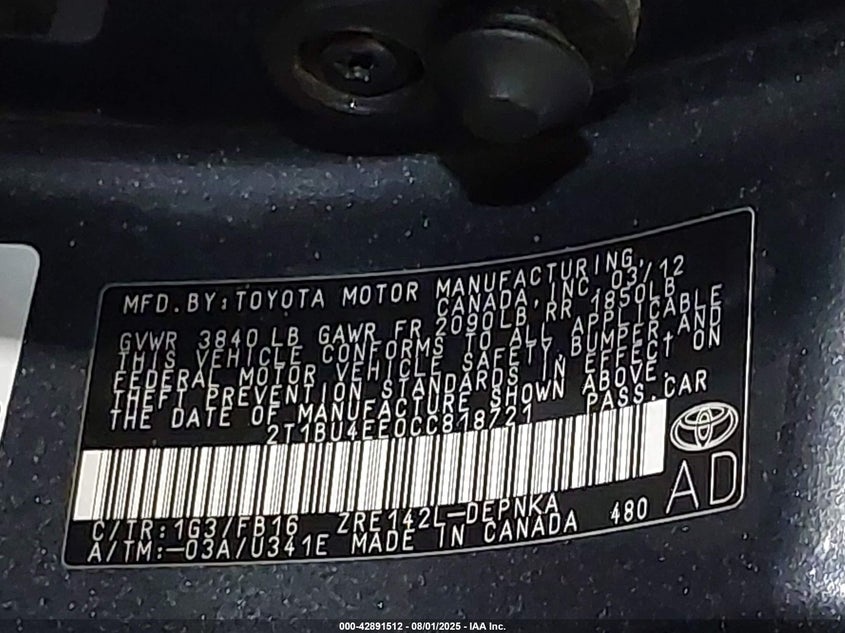 MFD.BY:TOYOTA MOTOR MANUFACTURING,
CANADA, INC. 03/12
GVWR 3840 LB GAWR FR 2090LB RR 1850LB
THIS VEHICLE CONFORMS TO ALL APPLICABLE
FEDERAL MOTOR VEHICLE SAFETY, BUMPER AND
THEFT PREVENTION STANDARDS IN EFFECT ON
THE DATE OF MANUFACTURE SHOWN ABOVE.
2T1BU4EE0CC818721 PASS.CAR
C/TR:1G3/FB16 ZRE142L-DEPNKA
A/TM:-03A/U341E MADE IN CANADA 480
AD
000-42891512 - 08/01/2025 - IAA Inc.